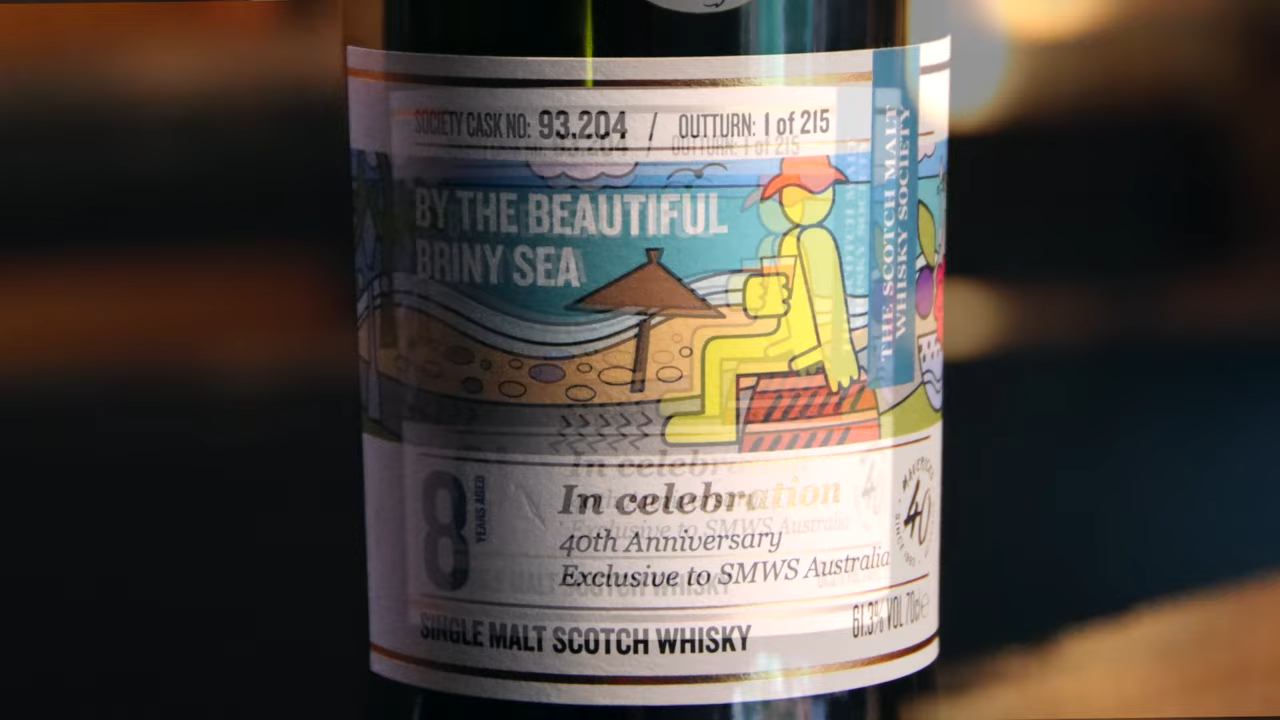 SOCIETY CASK NO: 93.204 / OUTTURN: 1 of 215
BY THE BEAUTIFUL
BRINY SEA
THE SCOTCH MALT
WHISKY SOCIETY
8 YEARS AGED
In celebration
40th Anniversary
Exclusive to SMWS Australia
40
61.3% VOL 70cl e
SINGLE MALT SCOTCH WHISKY